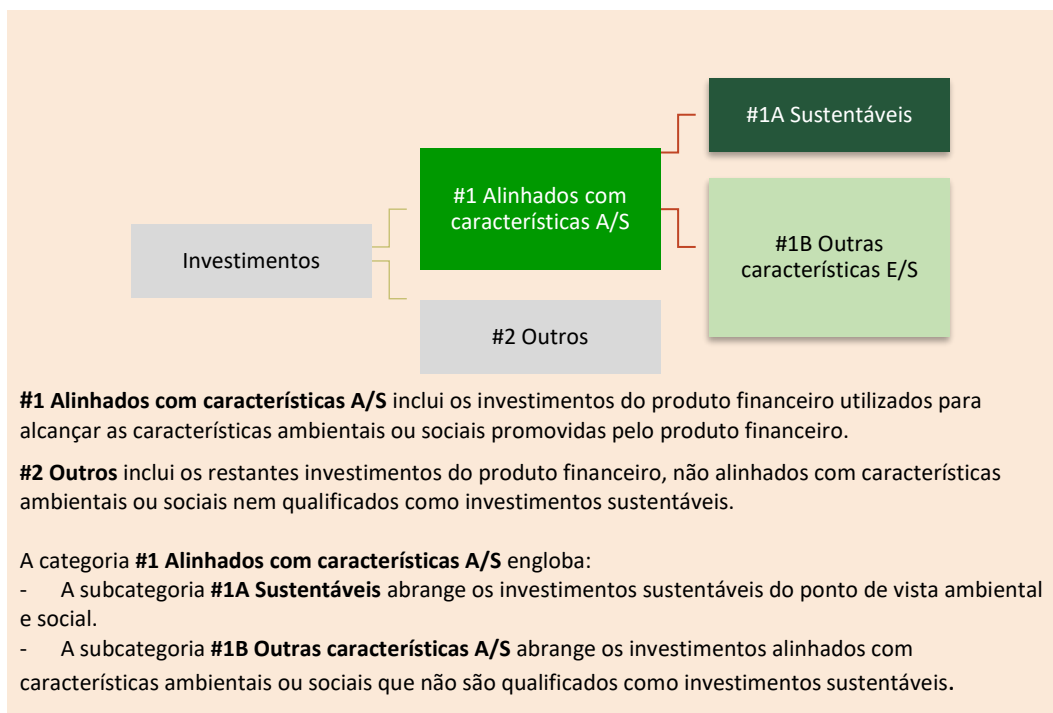 #1A Sustentáveis
#1 Alinhados com
características A/S
#1B Outras
características E/S
Investimentos
#2 Outros
#1 Alinhados com características A/S inclui os investimentos do produto financeiro utilizados para
alcançar as características ambientais ou sociais promovidas pelo produto financeiro.
#2 Outros inclui os restantes investimentos do produto financeiro, não alinhados com características
ambientais ou sociais nem qualificados como investimentos sustentáveis.
A categoria #1 Alinhados com características A/S engloba:
- A subcategoria #1A Sustentáveis abrange os investimentos sustentáveis do ponto de vista ambiental
e social.
- A subcategoria #1B Outras características A/S abrange os investimentos alinhados com
características ambientais ou sociais que não são qualificados como investimentos sustentáveis.